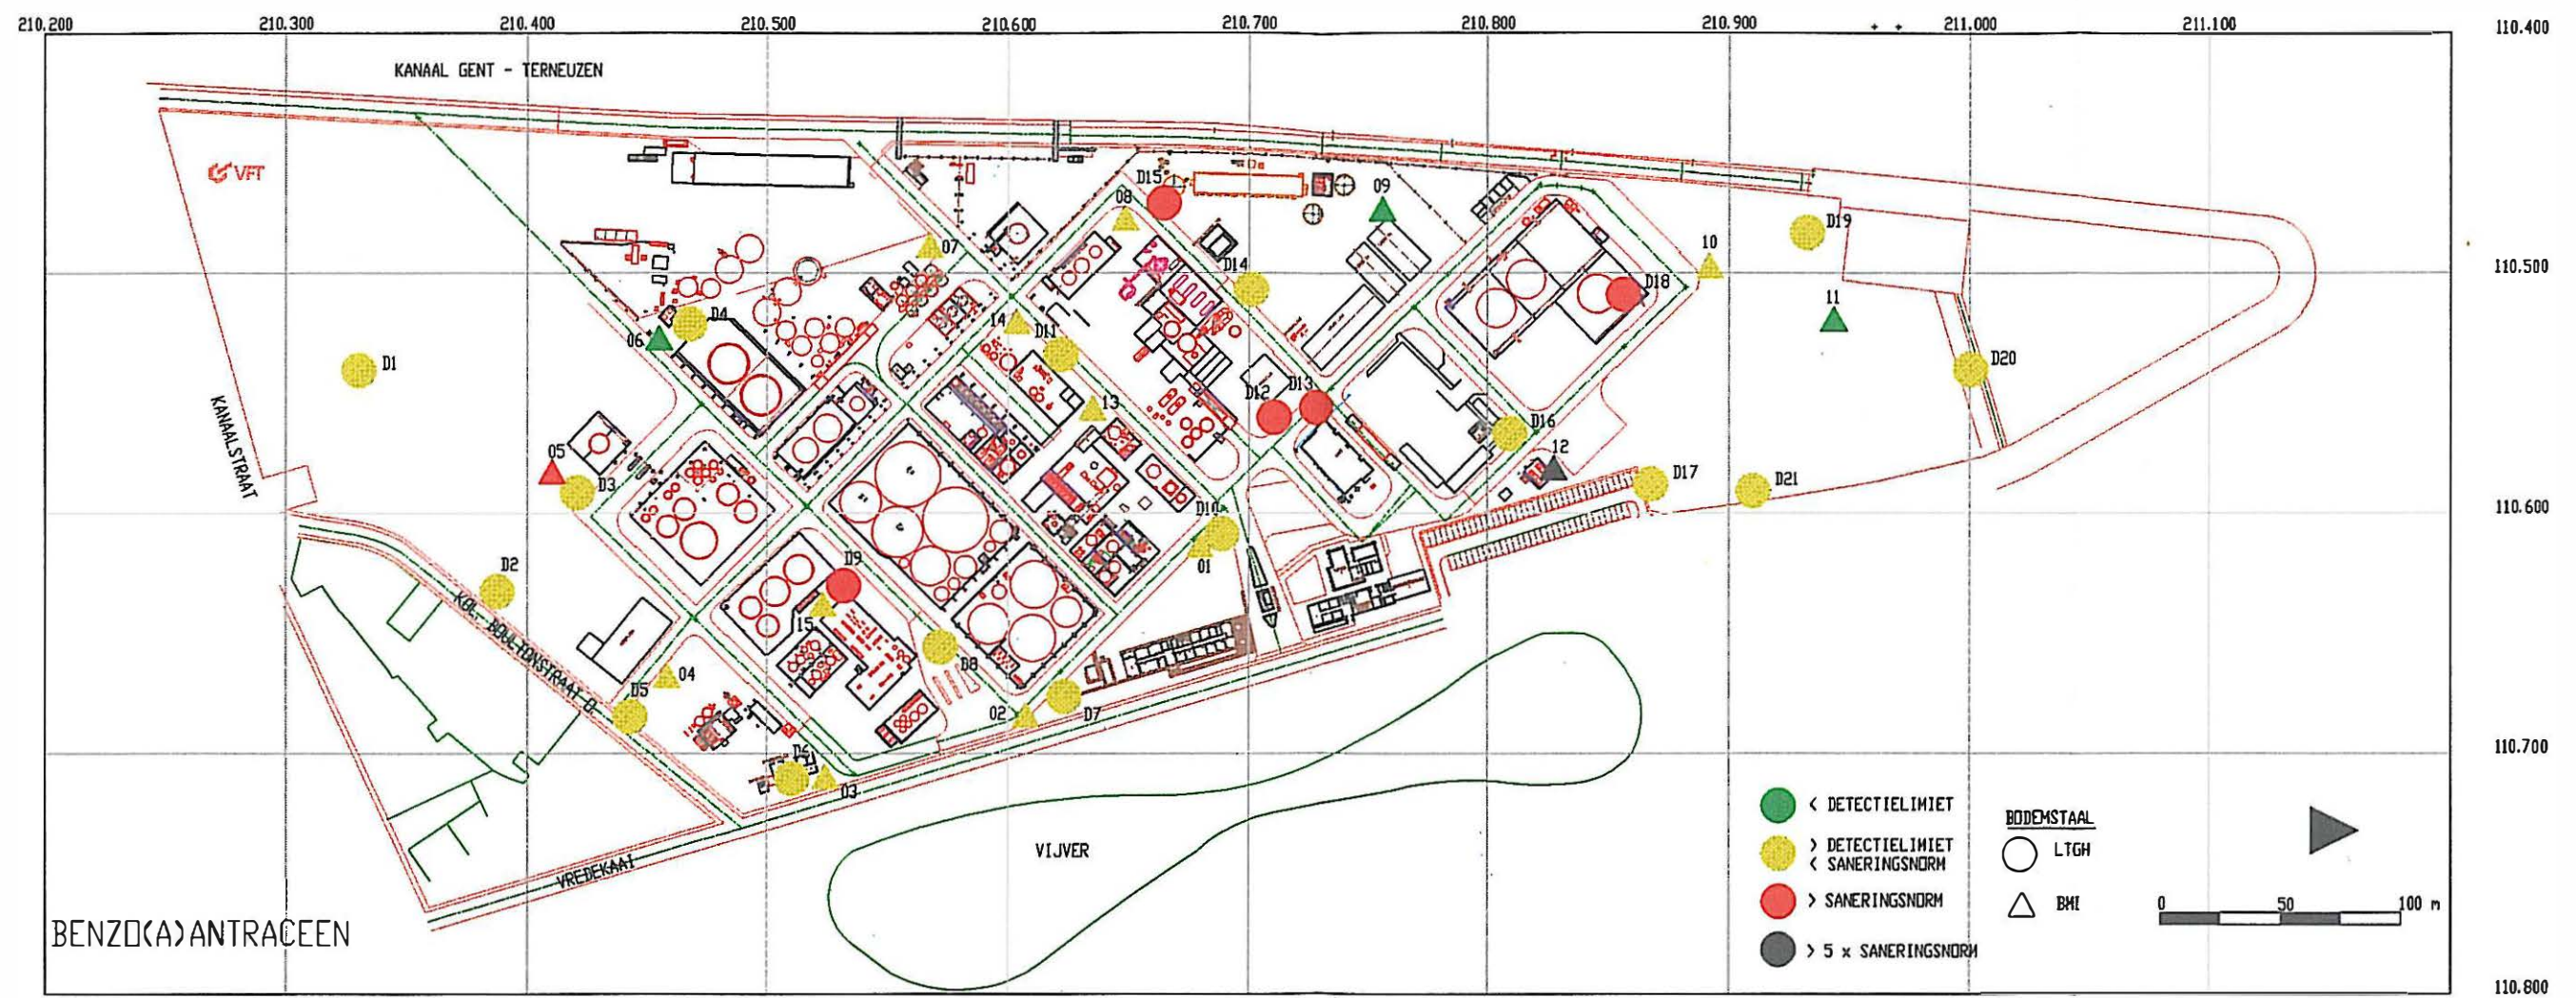 210.200 210.300 210.400 210.500 210.600 210.700 210.800 210.900 211.000 211.100 110.400
KANAAL GENT - TERNEUZEN
VFT
D15
08
09
07
D19
10
D14
110.500
D18
11
D4
14
D11
06
D1
D20
D12
D13
KANAALSTRAAT
13
D16
05
12
D3
D17
D21
D10
110.600
01
D2
D9
KOL. BOULTONSTRAAT
15
D8
04
D5
02
D7
D6
03
110.700
VREDEKAAI
VIJVER
< DETECTIELIMIET
> DETECTIELIMIET
< SANERINGSNORM
> SANERINGSNORM
> 5 x SANERINGSNORM
BODEMSTAAL
LTGH
BMI
0 50 100 m
BENZO(A)ANTRACEEN
110.800